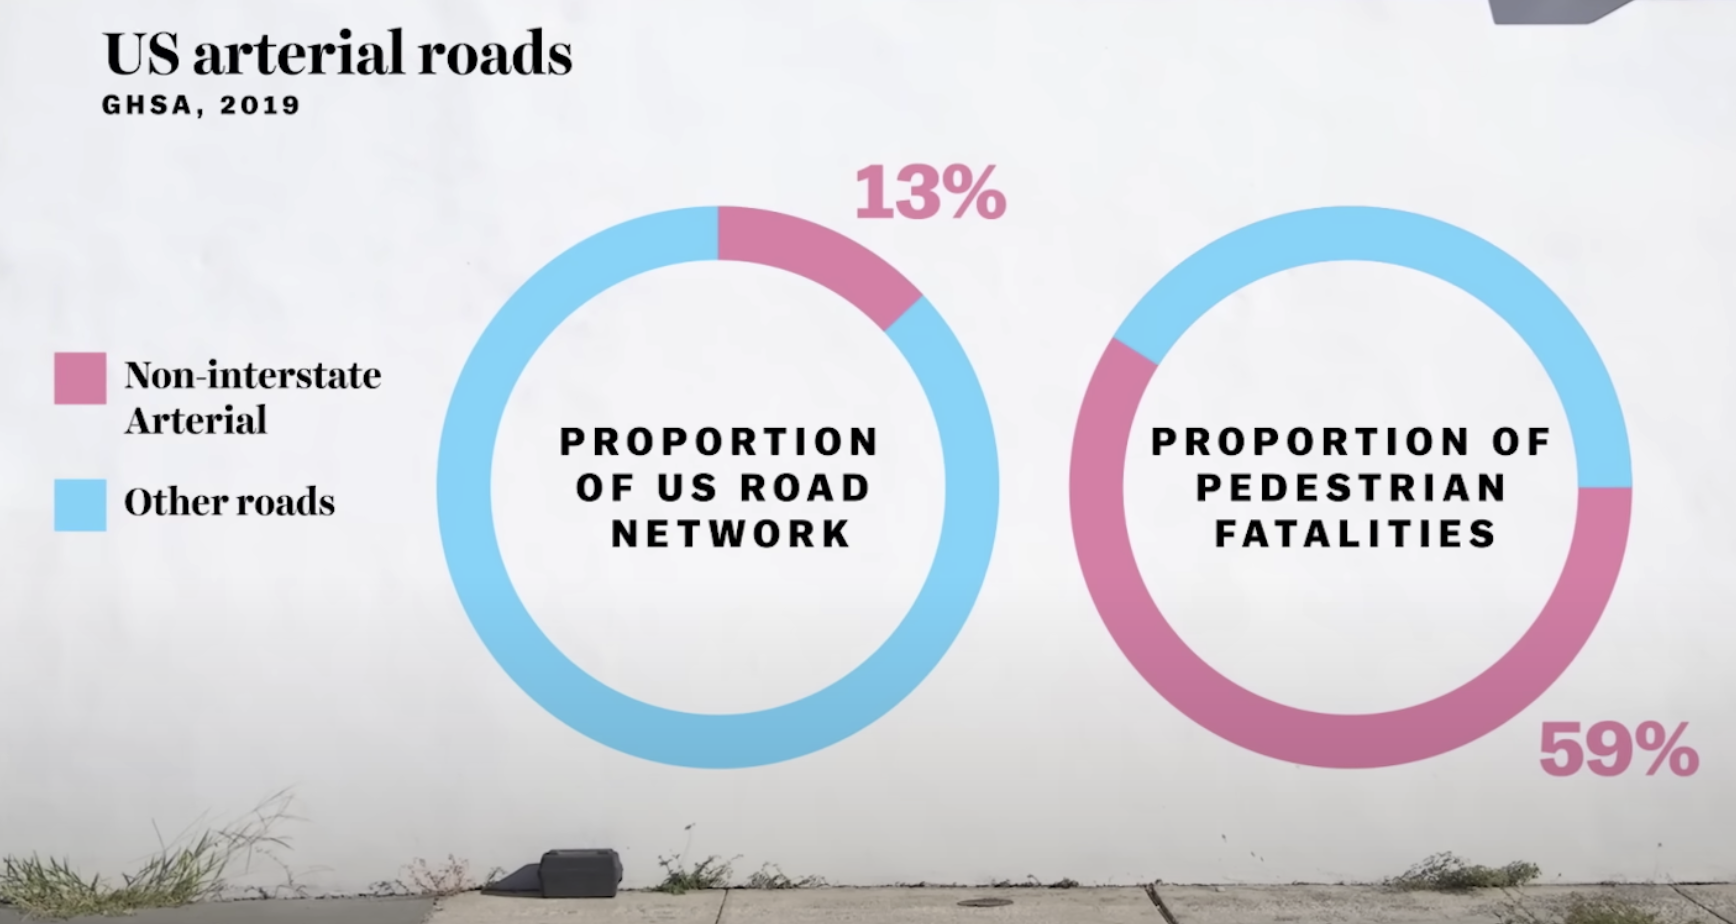 US arterial roads
GHSA, 2019
13%
Non-interstate
Arterial
Other roads
PROPORTION
OF US ROAD
NETWORK
PROPORTION OF
PEDESTRIAN
FATALITIES
59%